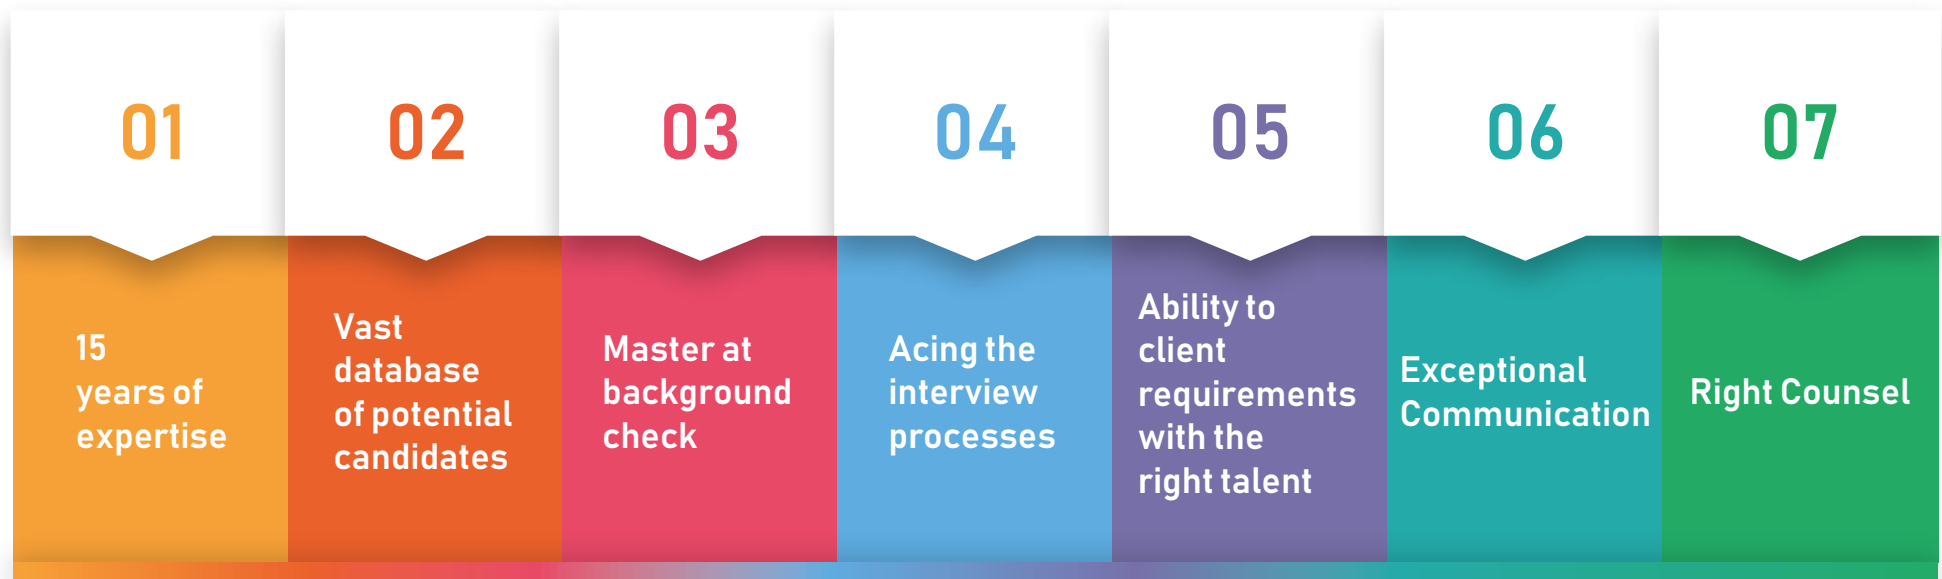 01
02
03
04
05
06
07
15
years of
expertise
Vast
database
of potential
candidates
Master at
background
check
Acing the
interview
processes
Ability to
client
requirements
with the
right talent
Exceptional
Communication
Right Counsel